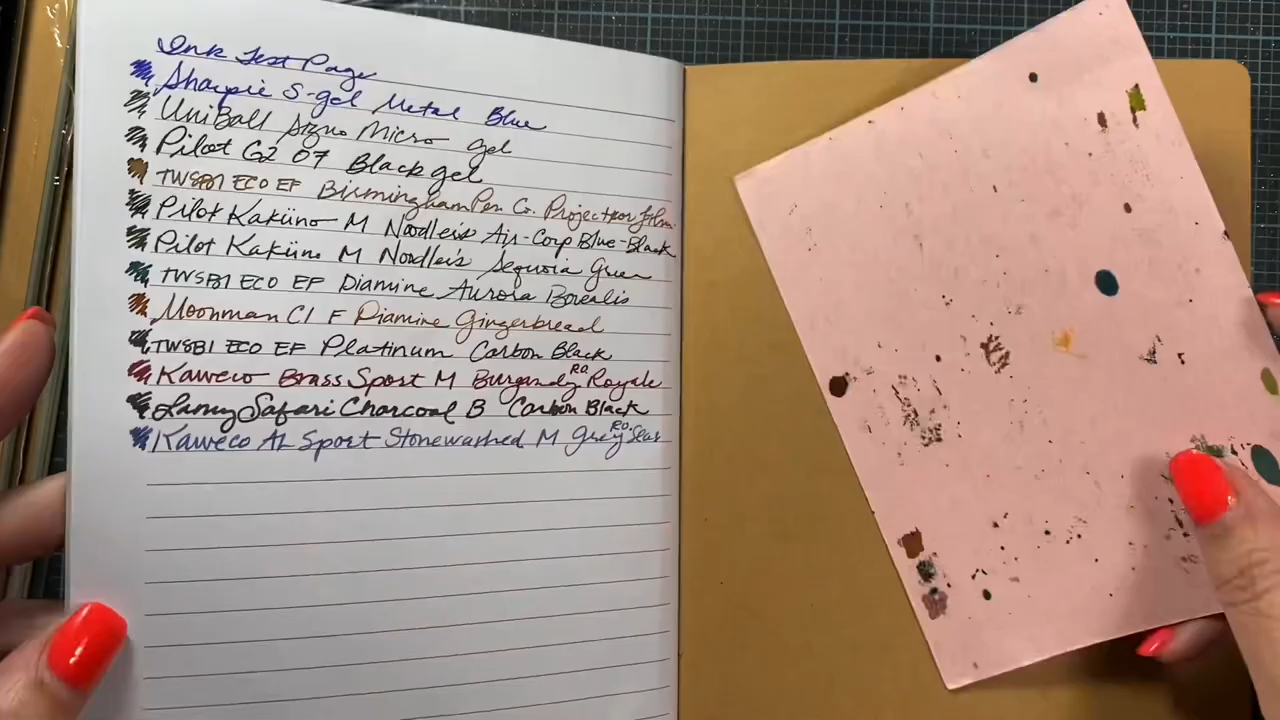 Ink Test Page
Sharpie S-gel Metal Blue
UniBall Signo Micro gel
Pilot G2 07 Black gel
TWSBI ECO EF Birmingham Pen Co. Projector Film
Pilot Kakuno M Noodler's Air-Corp Blue-Black
Pilot Kakuno M Noodler's Sequoia Green
TWSBI ECO EF Diamine Aurora Borealis
Moonman C1 F Diamine Gingerbread
TWSBI ECO EF Platinum Carbon Black
Kaweco Brass Sport M Burgundy RO Royale
Lamy Safari Charcoal B Carbon Black
Kaweco AL Sport Stonewashed M Grey RO. Seas